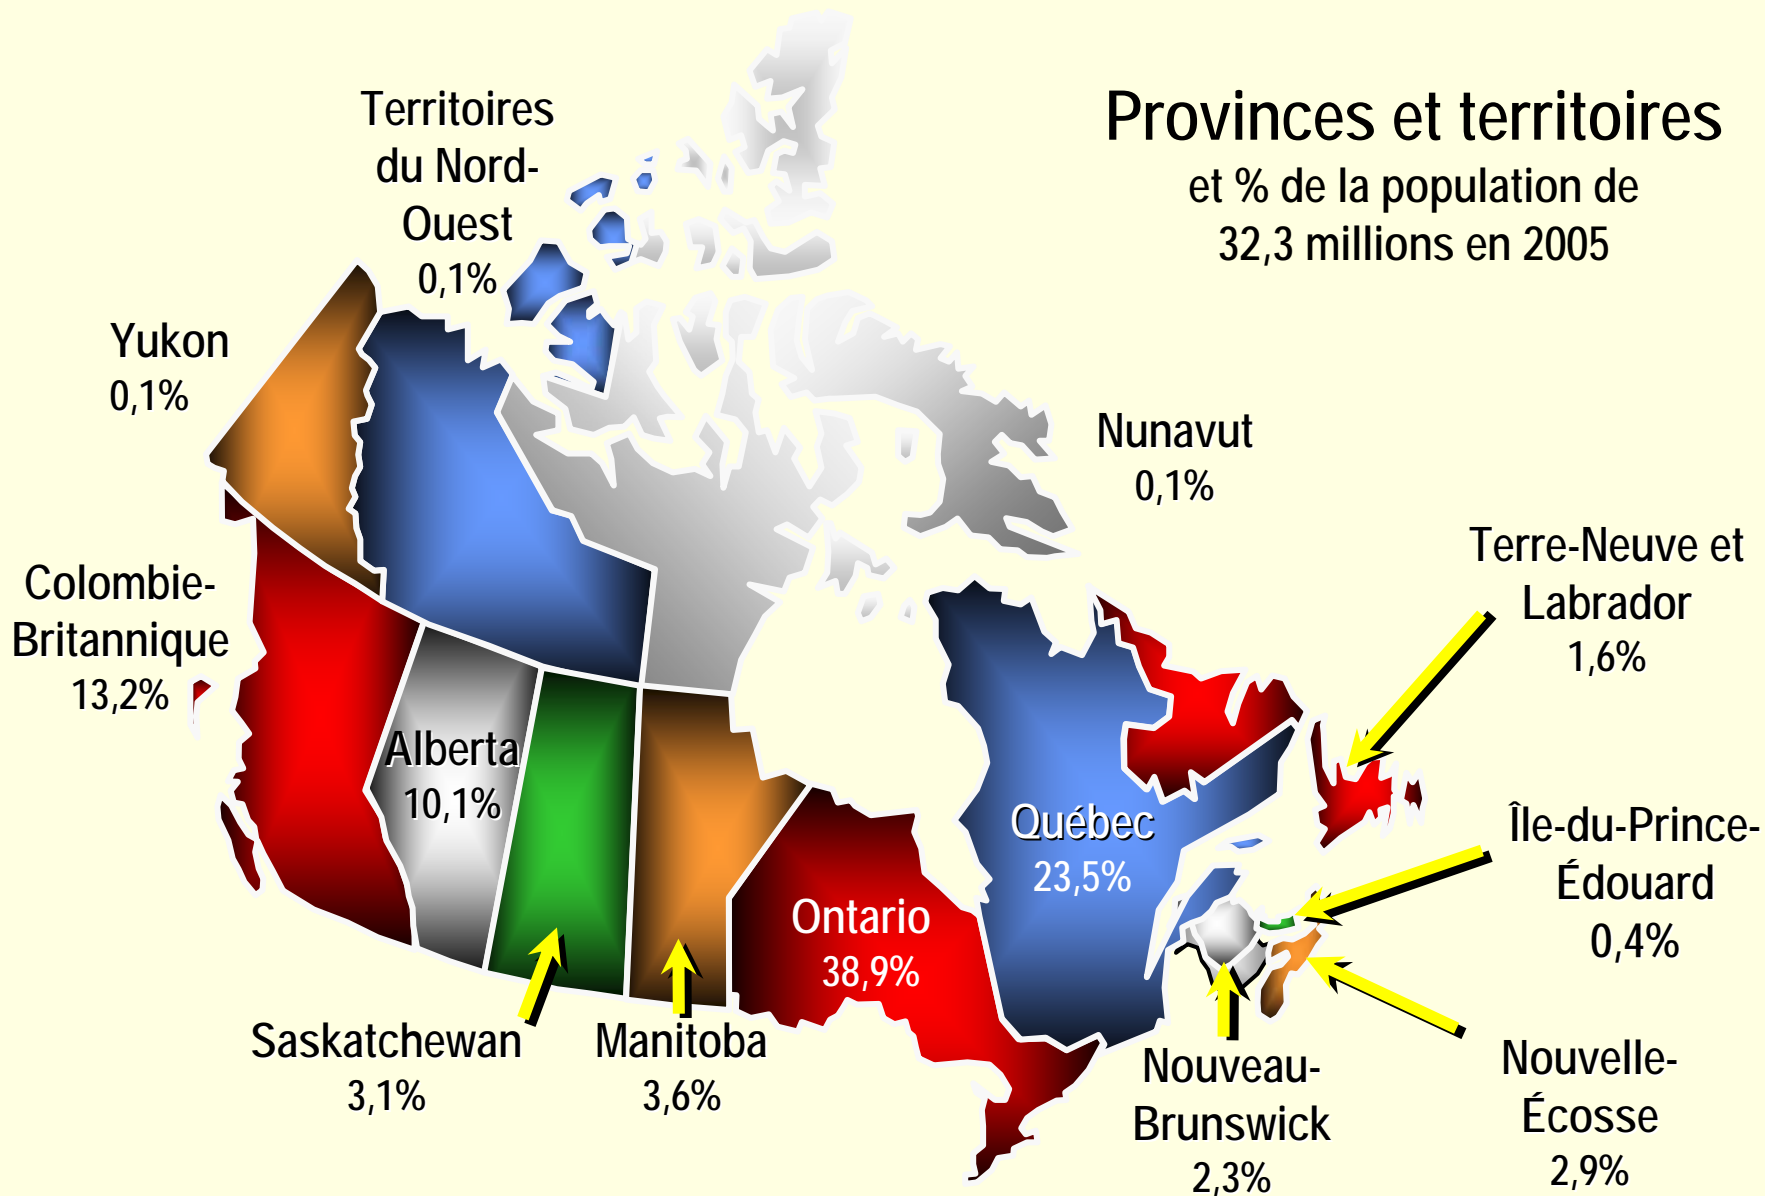 Provinces et territoires
et % de la population de
32,3 millions en 2005
Territoires
du Nord-
Ouest
0,1%
Yukon
0,1%
Nunavut
0,1%
Terre-Neuve et
Labrador
1,6%
Colombie-
Britannique
13,2%
Alberta
10,1%
Québec
23,5%
Île-du-Prince-
Édouard
0,4%
Ontario
38,9%
Saskatchewan
3,1%
Manitoba
3,6%
Nouveau-
Brunswick
2,3%
Nouvelle-
Écosse
2,9%